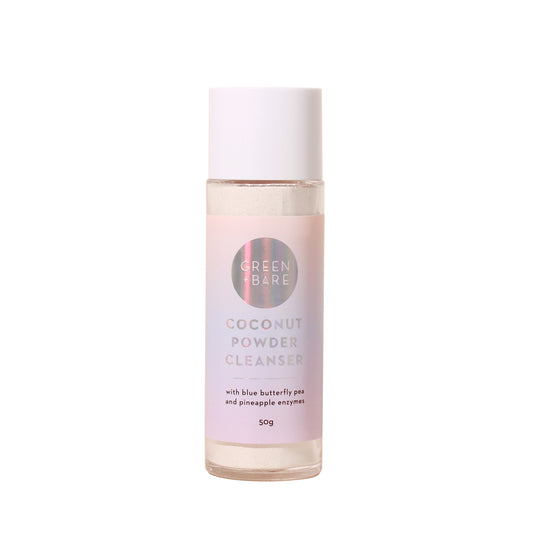 GREEN
+ BARE
COCONUT
POWDER
CLEANSER
with blue butterfly pea
and pineapple enzymes
50g